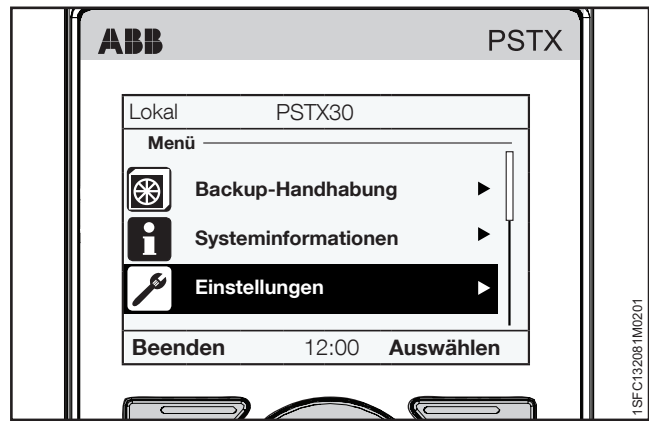 ABB PSTX
Lokal PSTX30
Menü
Backup-Handhabung
Systeminformationen
Einstellungen
Beenden 12:00 Auswählen
1SFC132081M0201